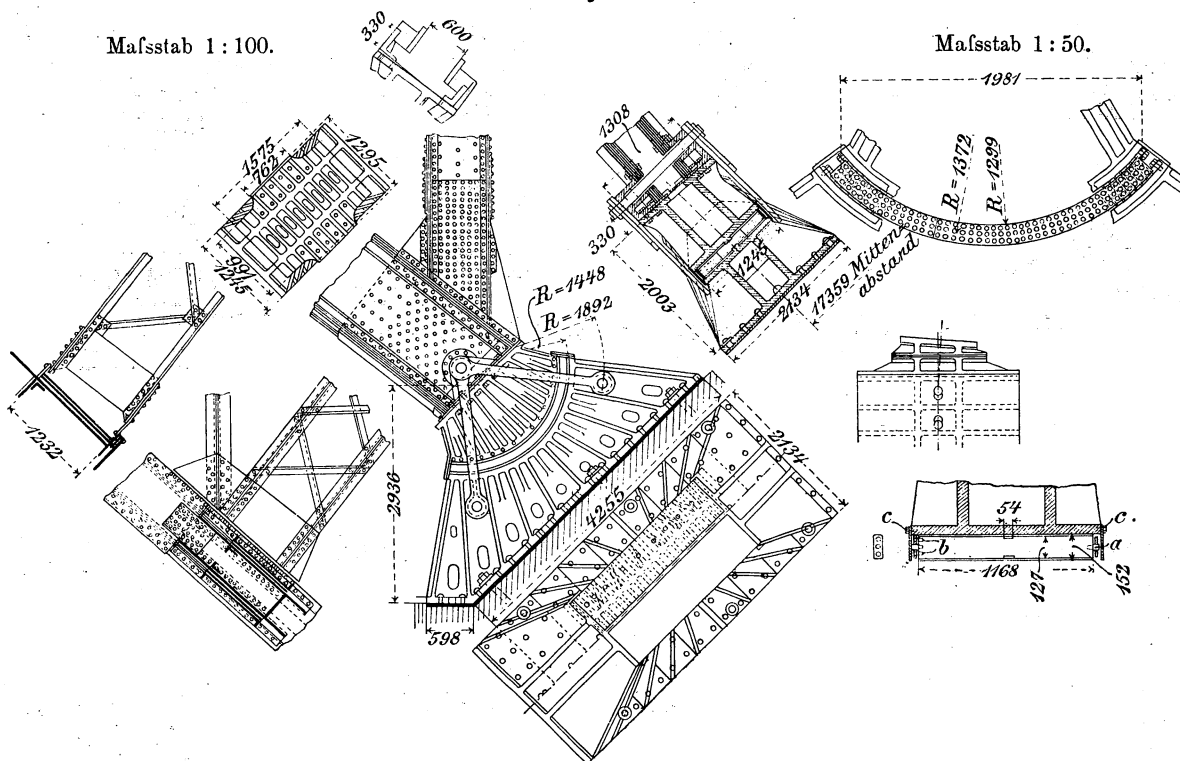 Maſsstab 1 : 100.
Maſsstab 1 : 50.
330
600
1981
1575
762
1295
1308
R = 1372
R = 1299
991
1245
330
1245
2003
2134
17359 Mitten-
abstand
R = 1448
R = 1892
1232
2936
4255
2134
598
54
c
c.
b
a
1168
127
152